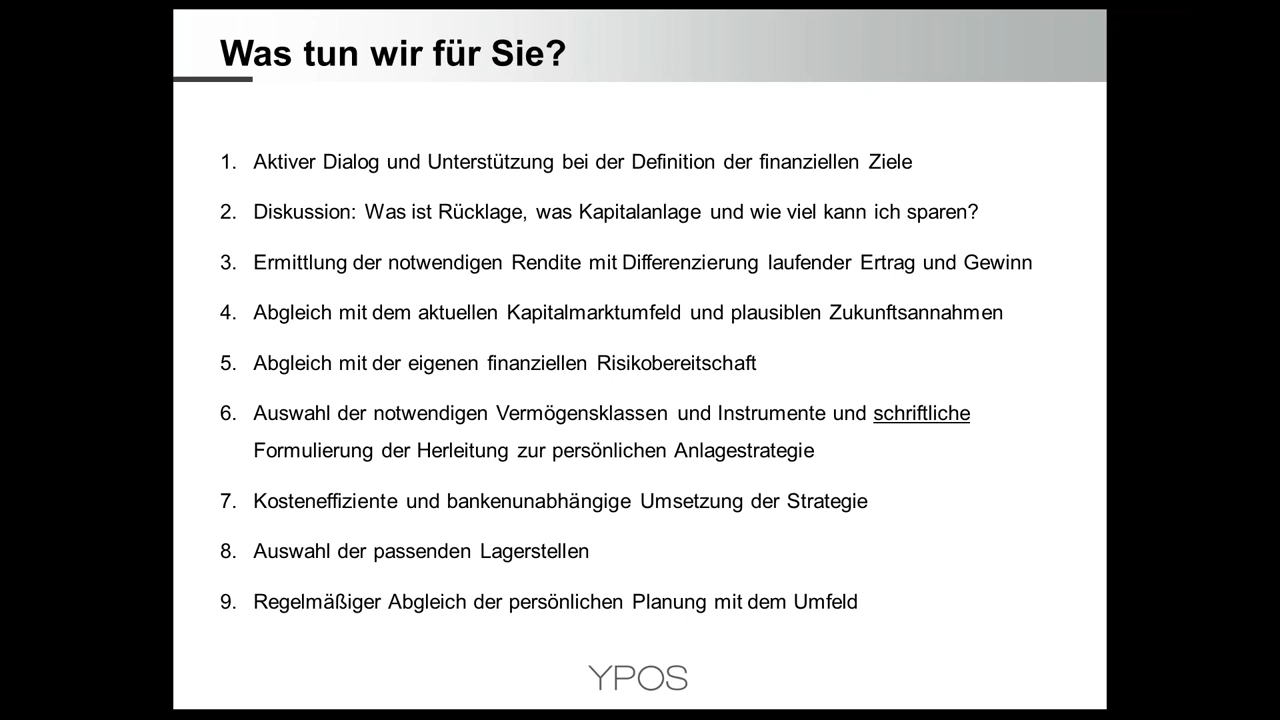 Was tun wir für Sie?
1. Aktiver Dialog und Unterstützung bei der Definition der finanziellen Ziele
2. Diskussion: Was ist Rücklage, was Kapitalanlage und wie viel kann ich sparen?
3. Ermittlung der notwendigen Rendite mit Differenzierung laufender Ertrag und Gewinn
4. Abgleich mit dem aktuellen Kapitalmarktumfeld und plausiblen Zukunftsannahmen
5. Abgleich mit der eigenen finanziellen Risikobereitschaft
6. Auswahl der notwendigen Vermögensklassen und Instrumente und schriftliche
Formulierung der Herleitung zur persönlichen Anlagestrategie
7. Kosteneffiziente und bankenunabhängige Umsetzung der Strategie
8. Auswahl der passenden Lagerstellen
9. Regelmäßiger Abgleich der persönlichen Planung mit dem Umfeld
YPOS